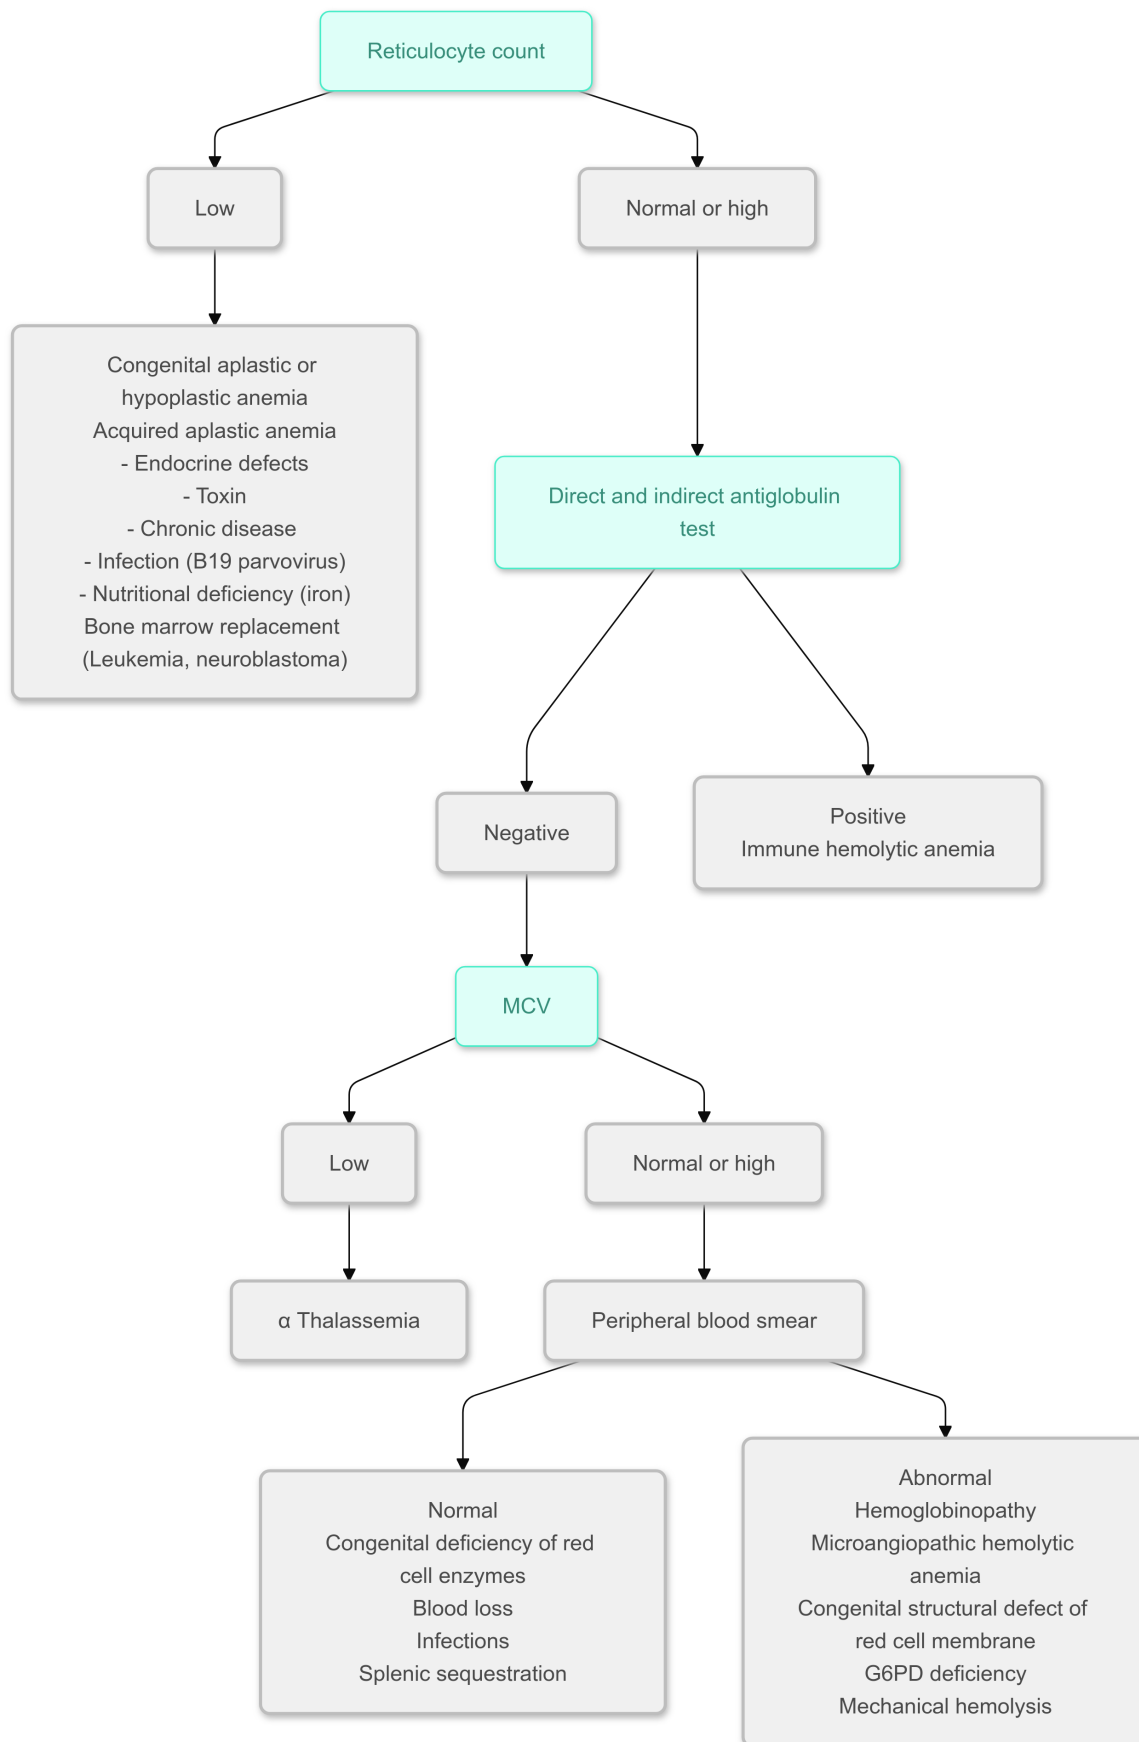 Reticulocyte count
Low
Normal or high
Congenital aplastic or
hypoplastic anemia
Acquired aplastic anemia
- Endocrine defects
- Toxin
- Chronic disease
- Infection (B19 parvovirus)
- Nutritional deficiency (iron)
Bone marrow replacement
(Leukemia, neuroblastoma)
Direct and indirect antiglobulin
test
Negative
Positive
Immune hemolytic anemia
MCV
Low
Normal or high
α Thalassemia
Peripheral blood smear
Normal
Congenital deficiency of red
cell enzymes
Blood loss
Infections
Splenic sequestration
Abnormal
Hemoglobinopathy
Microangiopathic hemolytic
anemia
Congenital structural defect of
red cell membrane
G6PD deficiency
Mechanical hemolysis